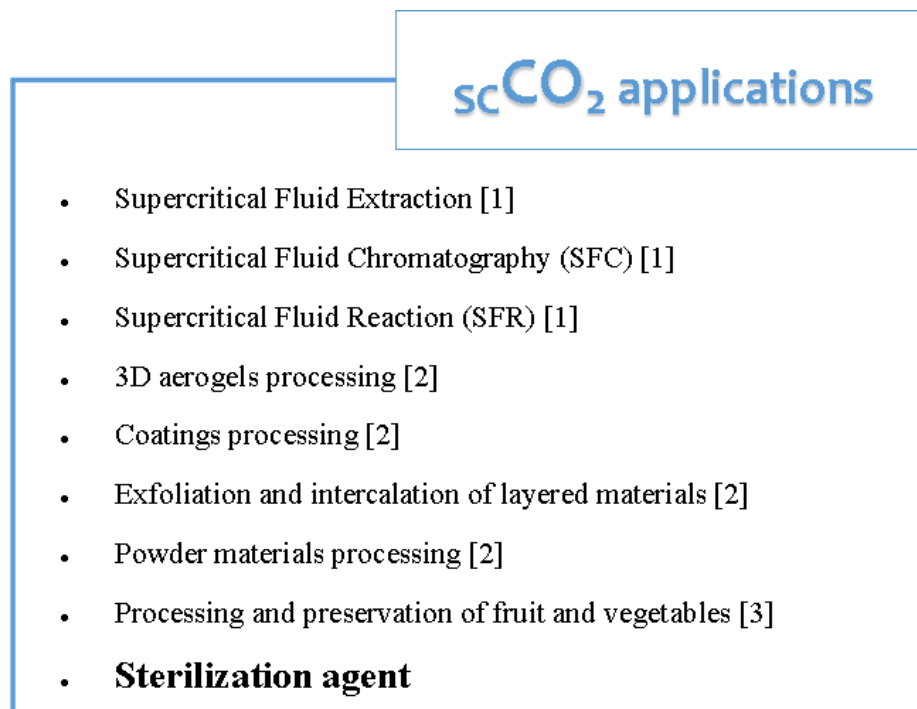 scCO₂ applications
• Supercritical Fluid Extraction [1]
• Supercritical Fluid Chromatography (SFC) [1]
• Supercritical Fluid Reaction (SFR) [1]
• 3D aerogels processing [2]
• Coatings processing [2]
• Exfoliation and intercalation of layered materials [2]
• Powder materials processing [2]
• Processing and preservation of fruit and vegetables [3]
• Sterilization agent